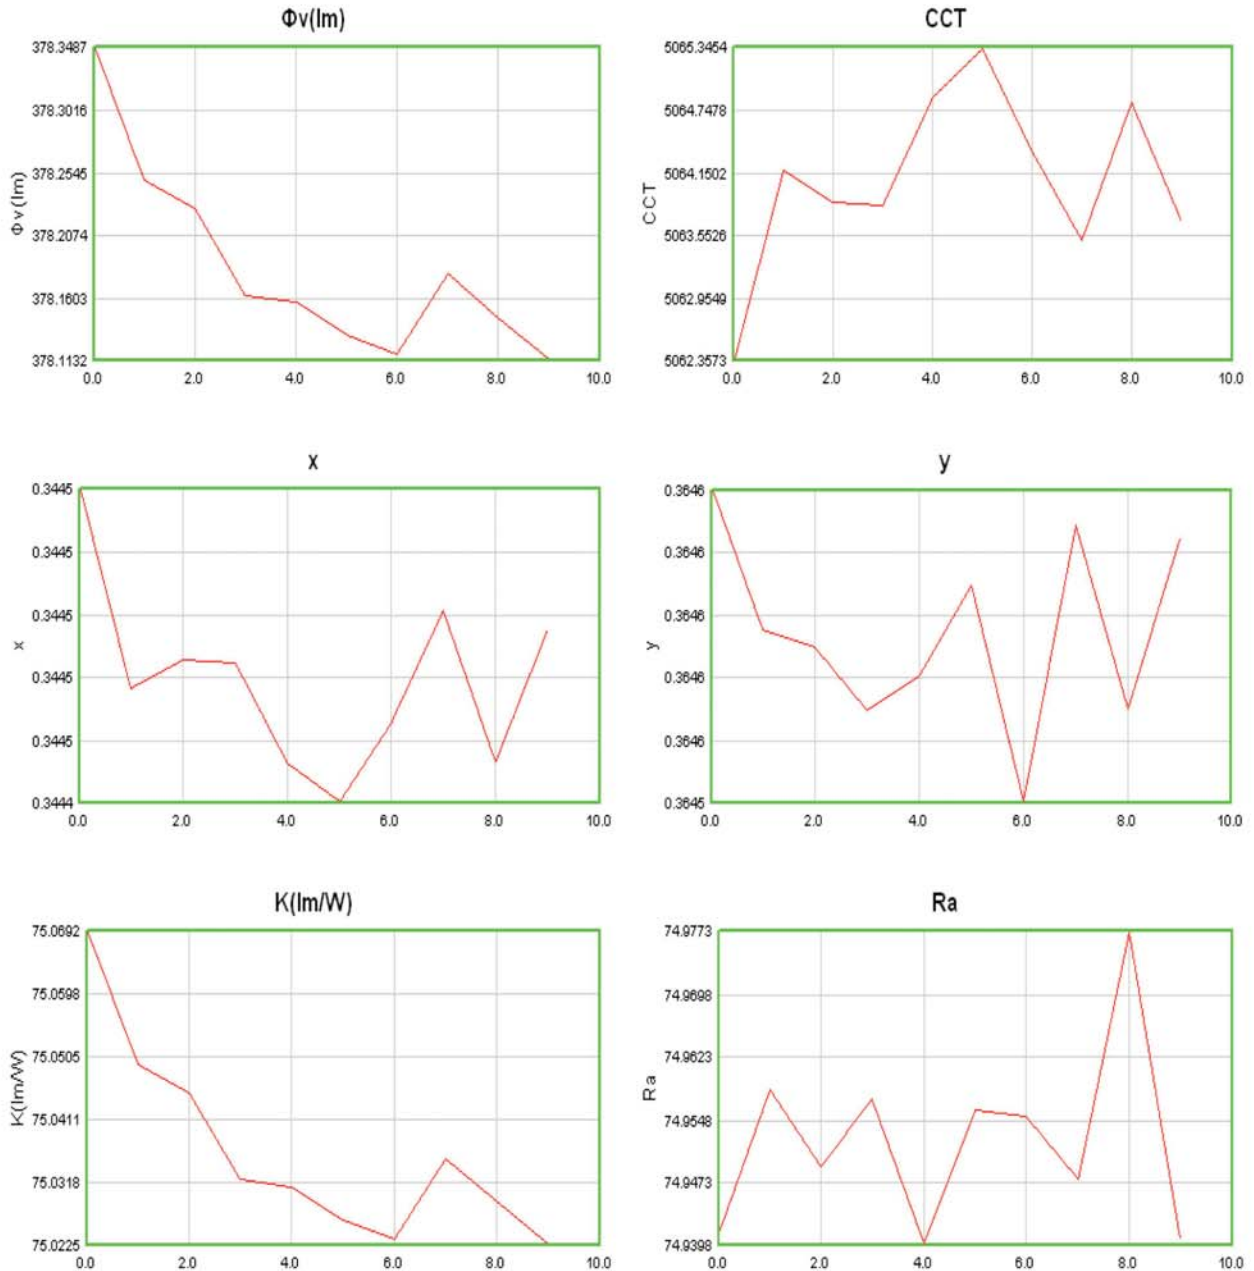 Φv(lm)
378.3487
378.3016
378.2545
378.2074
378.1603
378.1132
Φv(lm)
0.0 2.0 4.0 6.0 8.0 10.0
CCT
5065.3454
5064.7478
5064.1502
5063.5526
5062.9549
5062.3573
CCT
0.0 2.0 4.0 6.0 8.0 10.0
x
0.3445
0.3445
0.3445
0.3445
0.3445
0.3444
x
0.0 2.0 4.0 6.0 8.0 10.0
y
0.3646
0.3646
0.3646
0.3646
0.3646
0.3645
y
0.0 2.0 4.0 6.0 8.0 10.0
K(lm/W)
75.0692
75.0598
75.0505
75.0411
75.0318
75.0225
K(lm/W)
0.0 2.0 4.0 6.0 8.0 10.0
Ra
74.9773
74.9698
74.9623
74.9548
74.9473
74.9398
Ra
0.0 2.0 4.0 6.0 8.0 10.0